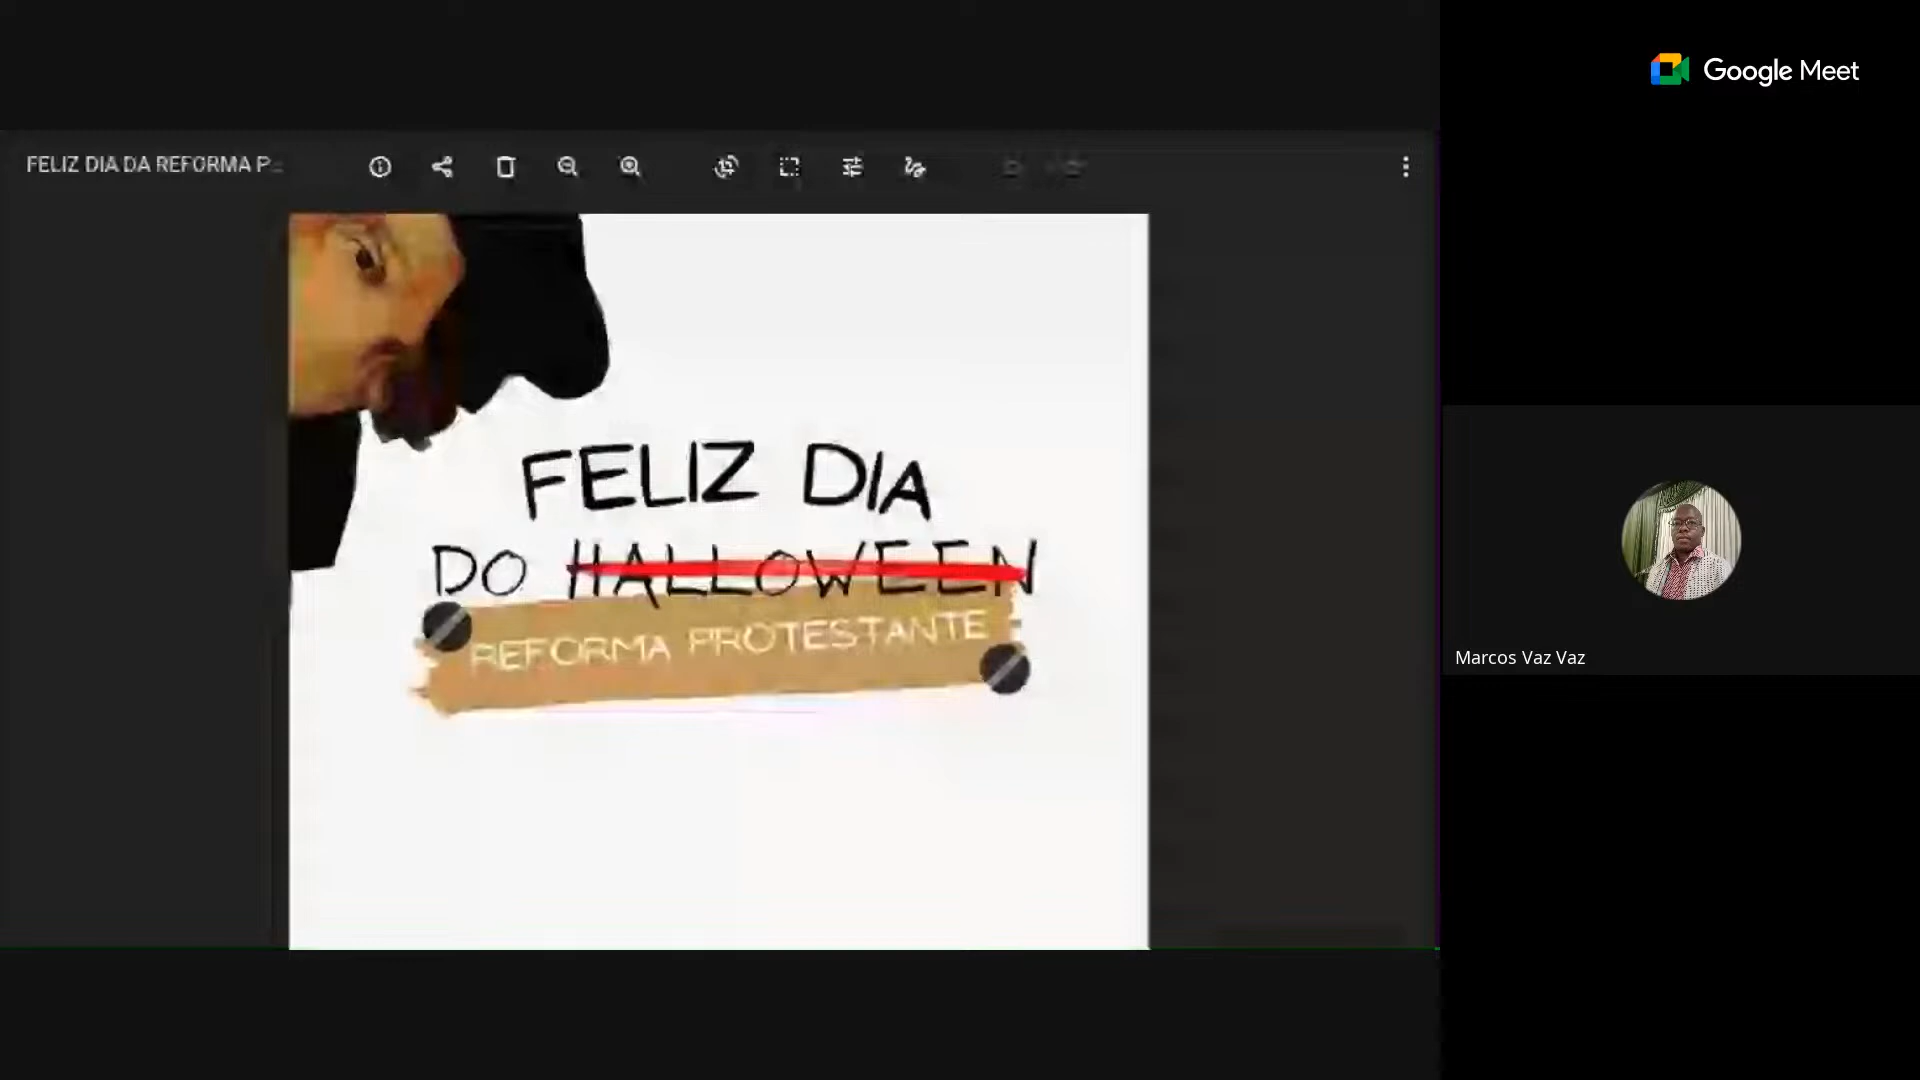 Google Meet
FELIZ DIA DA REFORMA P...
FELIZ DIA
DO HALLOWEEN
REFORMA PROTESTANTE
Marcos Vaz Vaz